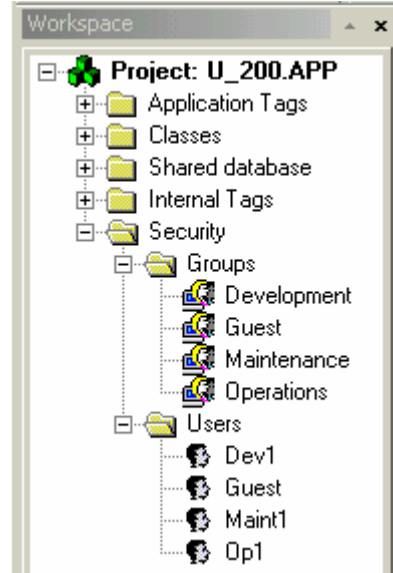 Workspace
Project: U_200.APP
Application Tags
Classes
Shared database
Internal Tags
Security
Groups
Development
Guest
Maintenance
Operations
Users
Dev1
Guest
Maint1
Op1